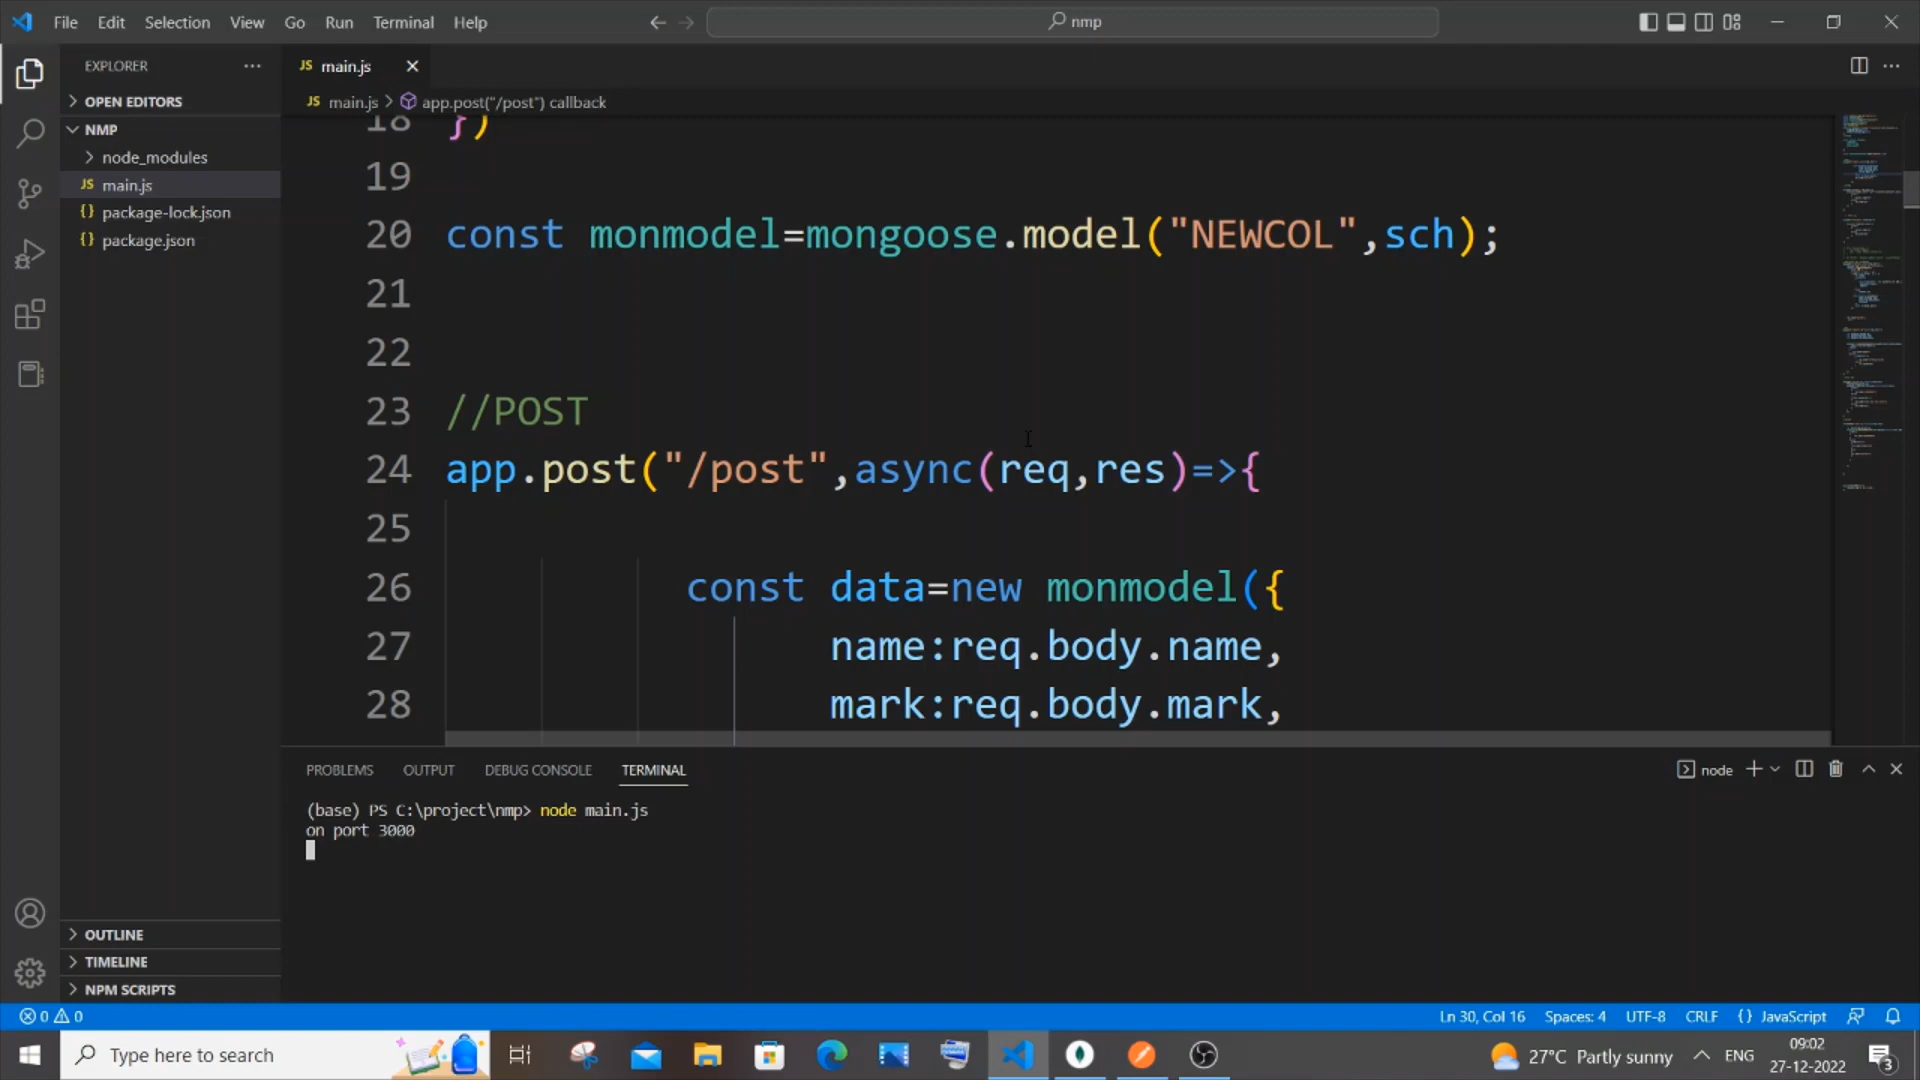 File Edit Selection View Go Run Terminal Help
nmp
EXPLORER
main.js
OPEN EDITORS
main.js > app.post("/post") callback
NMP
node_modules
JS main.js
{} package-lock.json
{} package.json
18 })
19
20 const monmodel=mongoose.model("NEWCOL",sch);
21
22
23 //POST
24 app.post("/post",async(req,res)=>{
25
26 const data=new monmodel({
27 name:req.body.name,
28 mark:req.body.mark,
PROBLEMS OUTPUT DEBUG CONSOLE TERMINAL
node
(base) PS C:\project\nmp> node main.js
on port 3000
OUTLINE
TIMELINE
NPM SCRIPTS
0 0
Ln 30, Col 16 Spaces: 4 UTF-8 CRLF {} JavaScript
Type here to search
27°C Partly sunny
ENG
09:02
27-12-2022
3